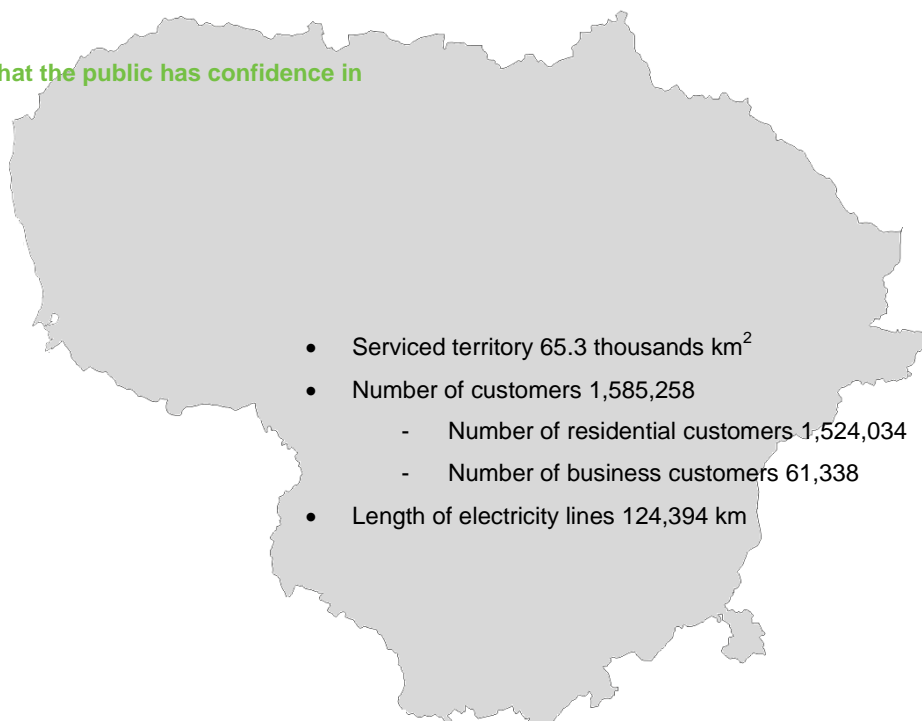 hat the public has confidence in
• Serviced territory 65.3 thousands km²
• Number of customers 1,585,258
- Number of residential customers 1,524,034
- Number of business customers 61,338
• Length of electricity lines 124,394 km